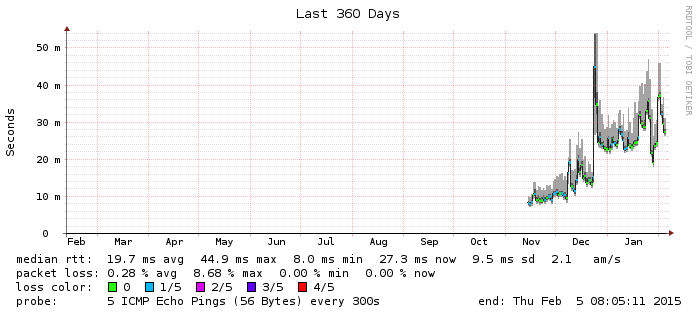 Last 360 Days
RRDTOOL / TOBI OETIKER
Seconds
50 m
40 m
30 m
20 m
10 m
0
Feb Mar Apr May Jun Jul Aug Sep Oct Nov Dec Jan
median rtt: 19.7 ms avg 44.9 ms max 8.0 ms min 27.3 ms now 9.5 ms sd 2.1 am/s
packet loss: 0.28 % avg 8.68 % max 0.00 % min 0.00 % now
loss color: 0 1/5 2/5 3/5 4/5
probe: 5 ICMP Echo Pings (56 Bytes) every 300s end: Thu Feb 5 08:05:11 2015